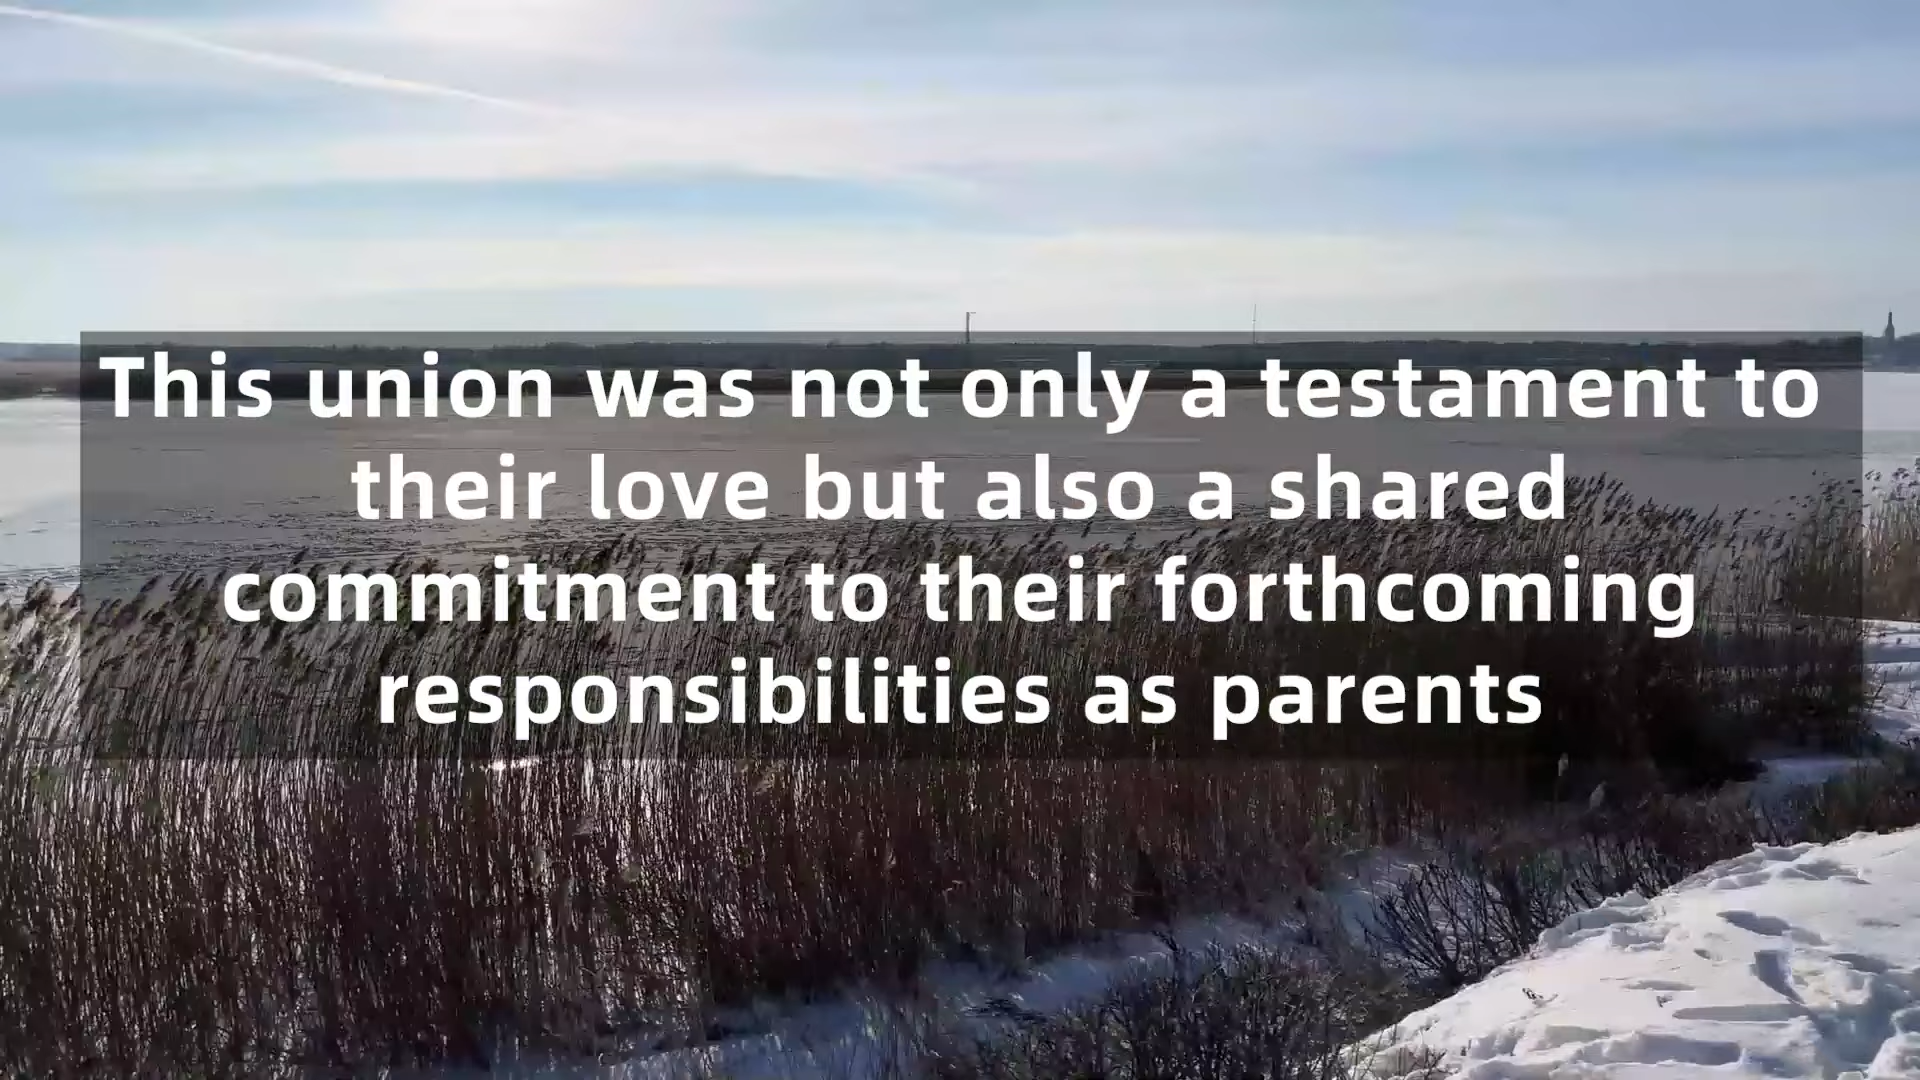 This union was not only a testament to
their love but also a shared
commitment to their forthcoming
responsibilities as parents